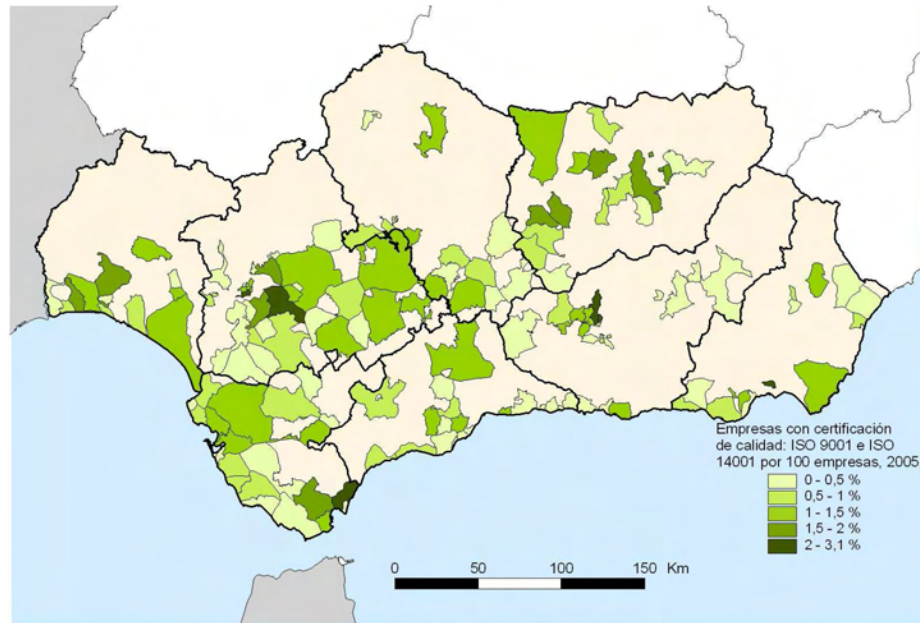 Empresas con certificación
de calidad: ISO 9001 e ISO
14001 por 100 empresas, 2005
0 - 0,5 %
0,5 - 1 %
1 - 1,5 %
1,5 - 2 %
2 - 3,1 %
0 50 100 150 Km